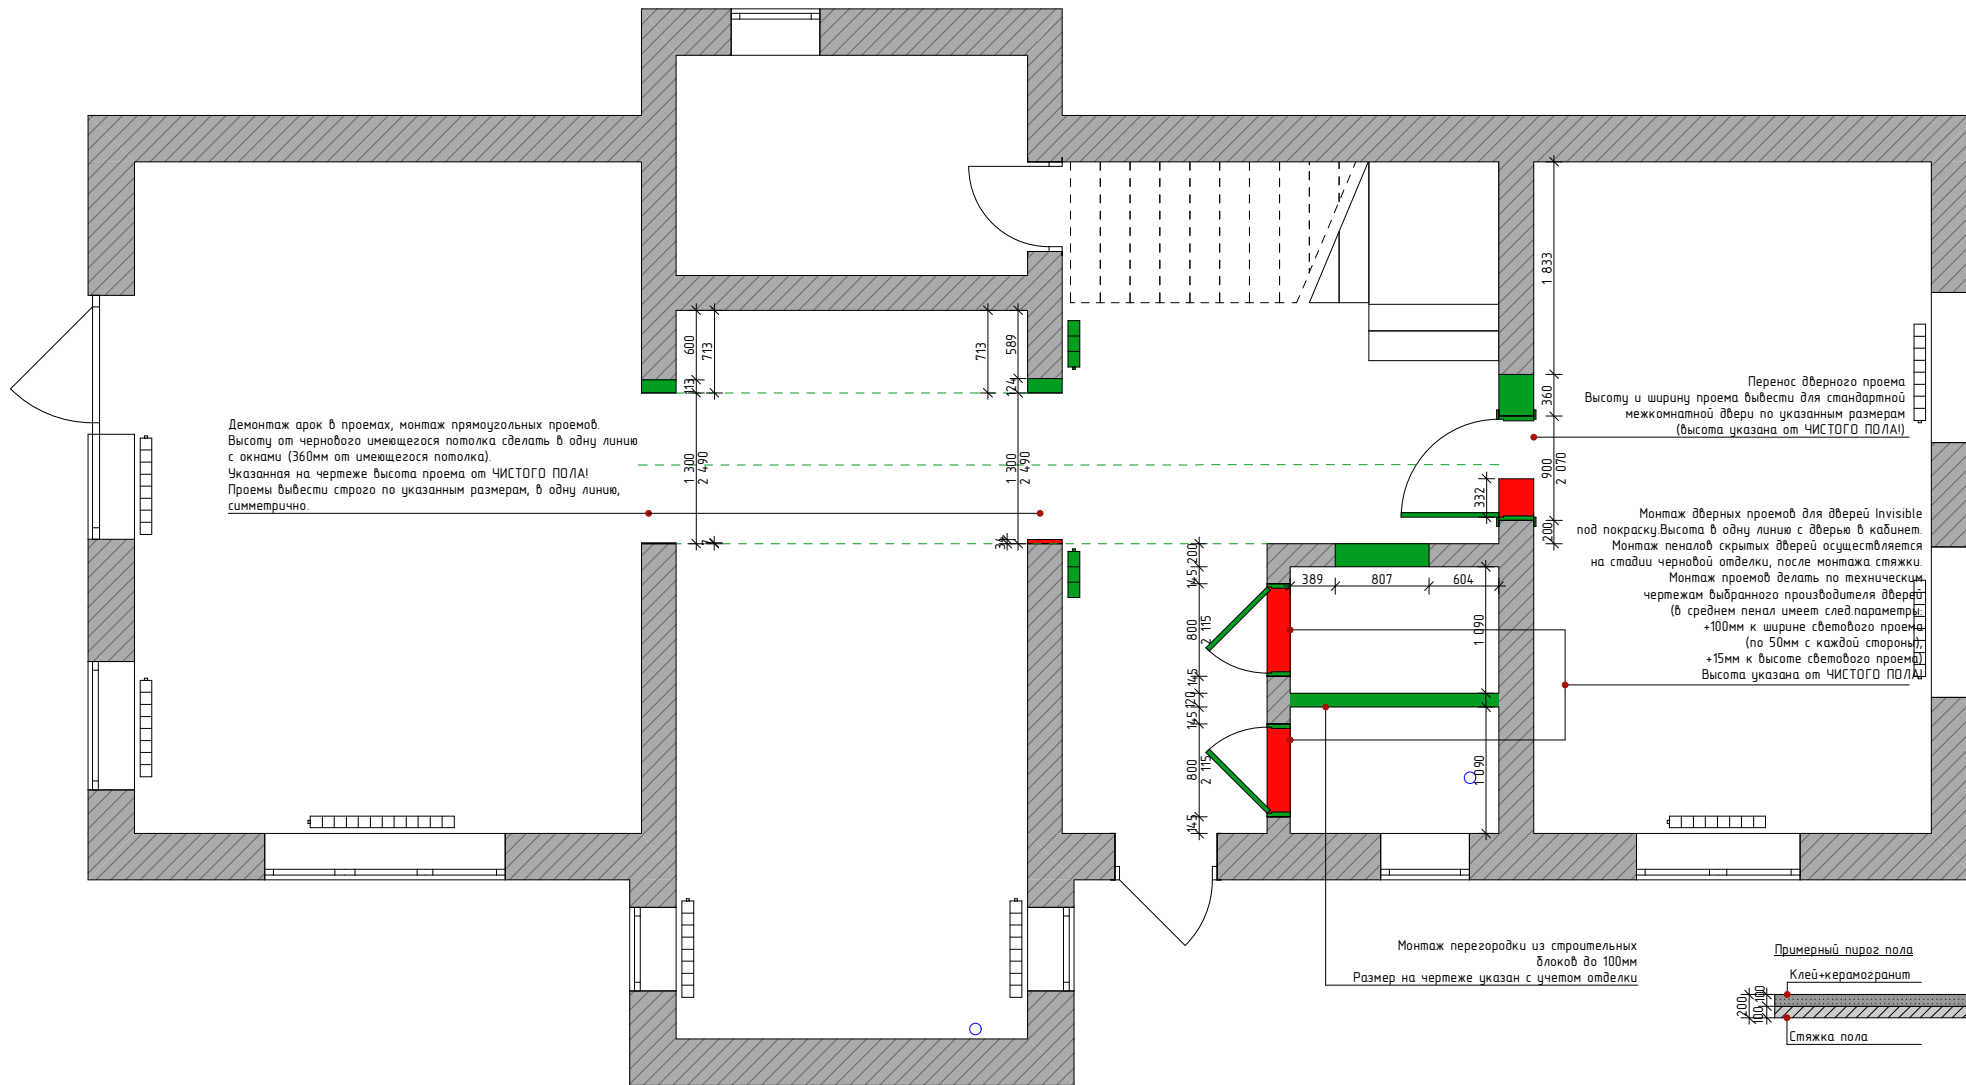 Демонтаж арок в проемах, монтаж прямоугольных проемов.
Высоту от чернового имеющегося потолка сделать в одну линию
с окнами (360мм от имеющегося потолка).
Указанная на чертеже высота проема от ЧИСТОГО ПОЛА!
Проемы вывести строго по указанным размерам, в одну линию,
симметрично.
600
713
113
1 300
2 490
713
589
124
1 300
2 490
1 833
360
900
2 070
332
200
Перенос дверного проема
Высоту и ширину проема вывести для стандартной
межкомнатной двери по указанным размерам
(высота указана от ЧИСТОГО ПОЛА!)
Монтаж дверных проемов для дверей Invisible
под покраску.Высота в одну линию с дверью в кабинет.
Монтаж пеналов скрытых дверей осуществляется
на стадии черновой отделки, после монтажа стяжки.
Монтаж проемов делать по техническим
чертежам выбранного производителя дверей
(в среднем пенал имеет след.параметры:
+100мм к ширине светового проема
(по 50мм с каждой стороны),
+15мм к высоте светового проема)
Высота указана от ЧИСТОГО ПОЛА!
200
145
800
2 115
145
120
145
800
2 115
145
389
807
604
1 090
1 090
Монтаж перегородки из строительных
блоков до 100мм
Размер на чертеже указан с учетом отделки
Примерный пирог пола
Клей+керамогранит
200
100
100
Стяжка пола